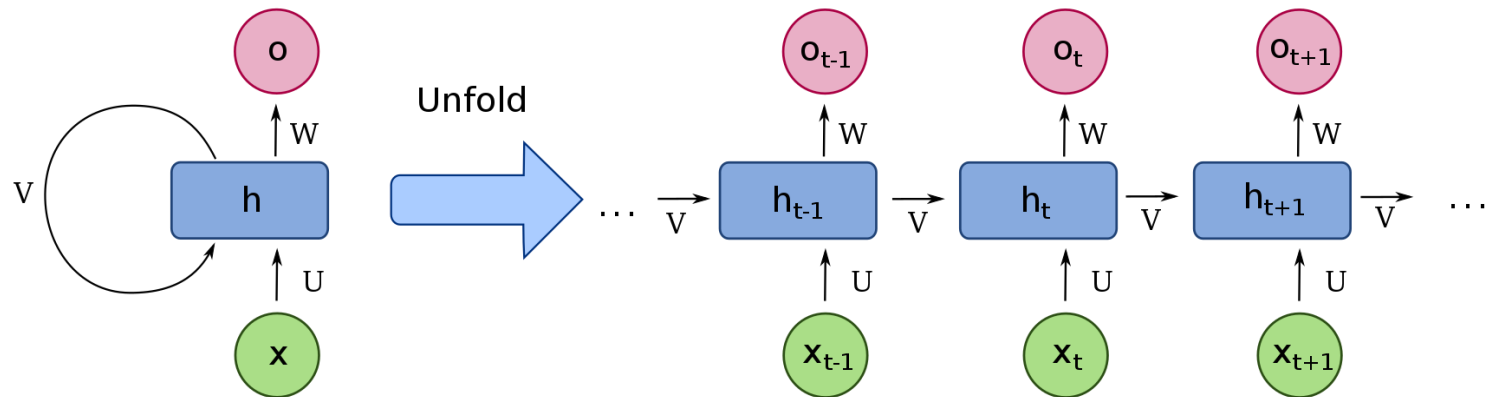 o
W
V
h
U
x
Unfold
...
V
o_{t-1}
W
h_{t-1}
U
x_{t-1}
V
o_t
W
h_t
U
x_t
V
o_{t+1}
W
h_{t+1}
U
x_{t+1}
V
...